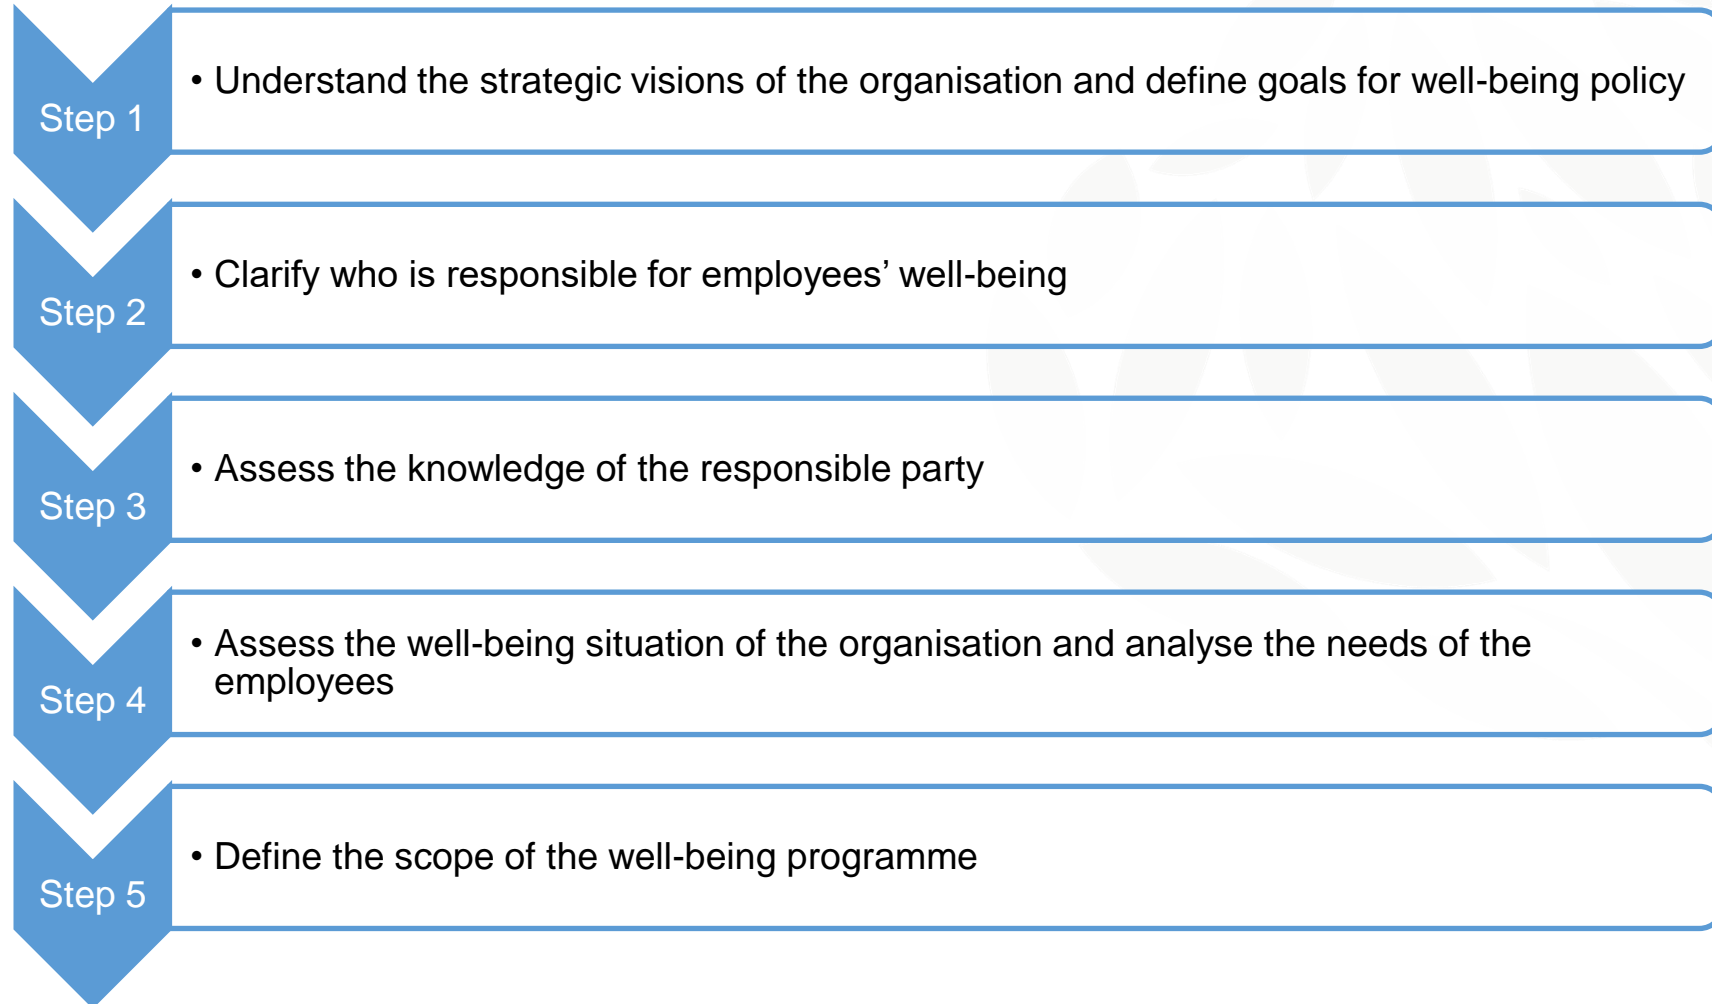 Step 1
• Understand the strategic visions of the organisation and define goals for well-being policy
Step 2
• Clarify who is responsible for employees’ well-being
Step 3
• Assess the knowledge of the responsible party
Step 4
• Assess the well-being situation of the organisation and analyse the needs of the
employees
Step 5
• Define the scope of the well-being programme